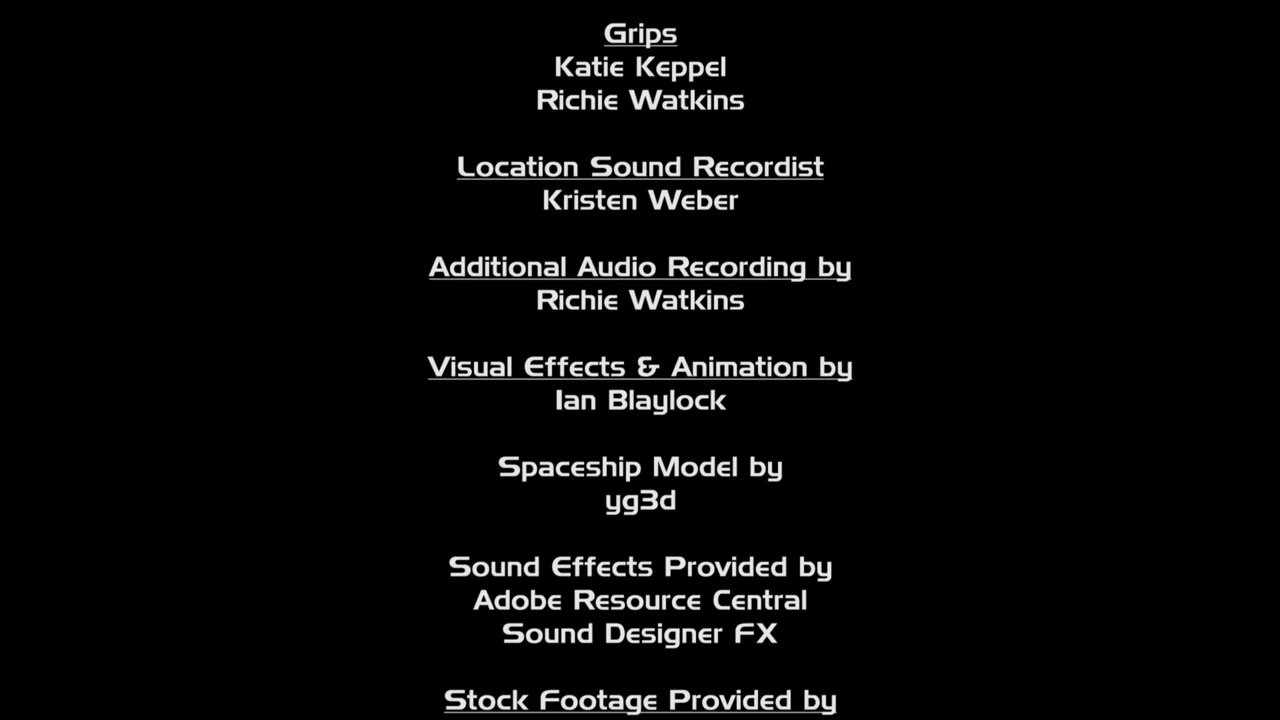 Grips
Katie Keppel
Richie Watkins
Location Sound Recordist
Kristen Weber
Additional Audio Recording by
Richie Watkins
Visual Effects & Animation by
Ian Blaylock
Spaceship Model by
yg3d
Sound Effects Provided by
Adobe Resource Central
Sound Designer FX
Stock Footage Provided by